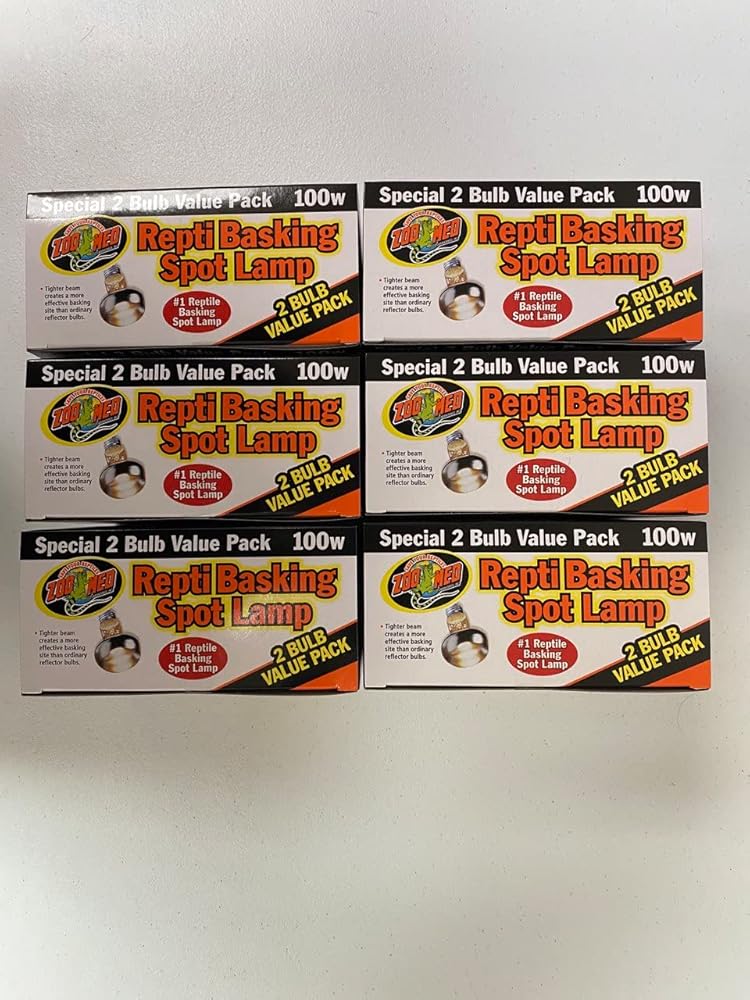 Special 2 Bulb Value Pack 100w
ZOO MED
Repti Basking
Spot Lamp
• Tighter beam
creates a more
effective basking
site than ordinary
reflector bulbs.
#1 Reptile
Basking
Spot Lamp
2 BULB
VALUE PACK
Special 2 Bulb Value Pack 100w
ZOO MED
Repti Basking
Spot Lamp
• Tighter beam
creates a more
effective basking
site than ordinary
reflector bulbs.
#1 Reptile
Basking
Spot Lamp
2 BULB
VALUE PACK
Special 2 Bulb Value Pack 100w
ZOO MED
Repti Basking
Spot Lamp
• Tighter beam
creates a more
effective basking
site than ordinary
reflector bulbs.
#1 Reptile
Basking
Spot Lamp
2 BULB
VALUE PACK
Special 2 Bulb Value Pack 100w
ZOO MED
Repti Basking
Spot Lamp
• Tighter beam
creates a more
effective basking
site than ordinary
reflector bulbs.
#1 Reptile
Basking
Spot Lamp
2 BULB
VALUE PACK
Special 2 Bulb Value Pack 100w
ZOO MED
Repti Basking
Spot Lamp
• Tighter beam
creates a more
effective basking
site than ordinary
reflector bulbs.
#1 Reptile
Basking
Spot Lamp
2 BULB
VALUE PACK
Special 2 Bulb Value Pack 100w
ZOO MED
Repti Basking
Spot Lamp
• Tighter beam
creates a more
effective basking
site than ordinary
reflector bulbs.
#1 Reptile
Basking
Spot Lamp
2 BULB
VALUE PACK